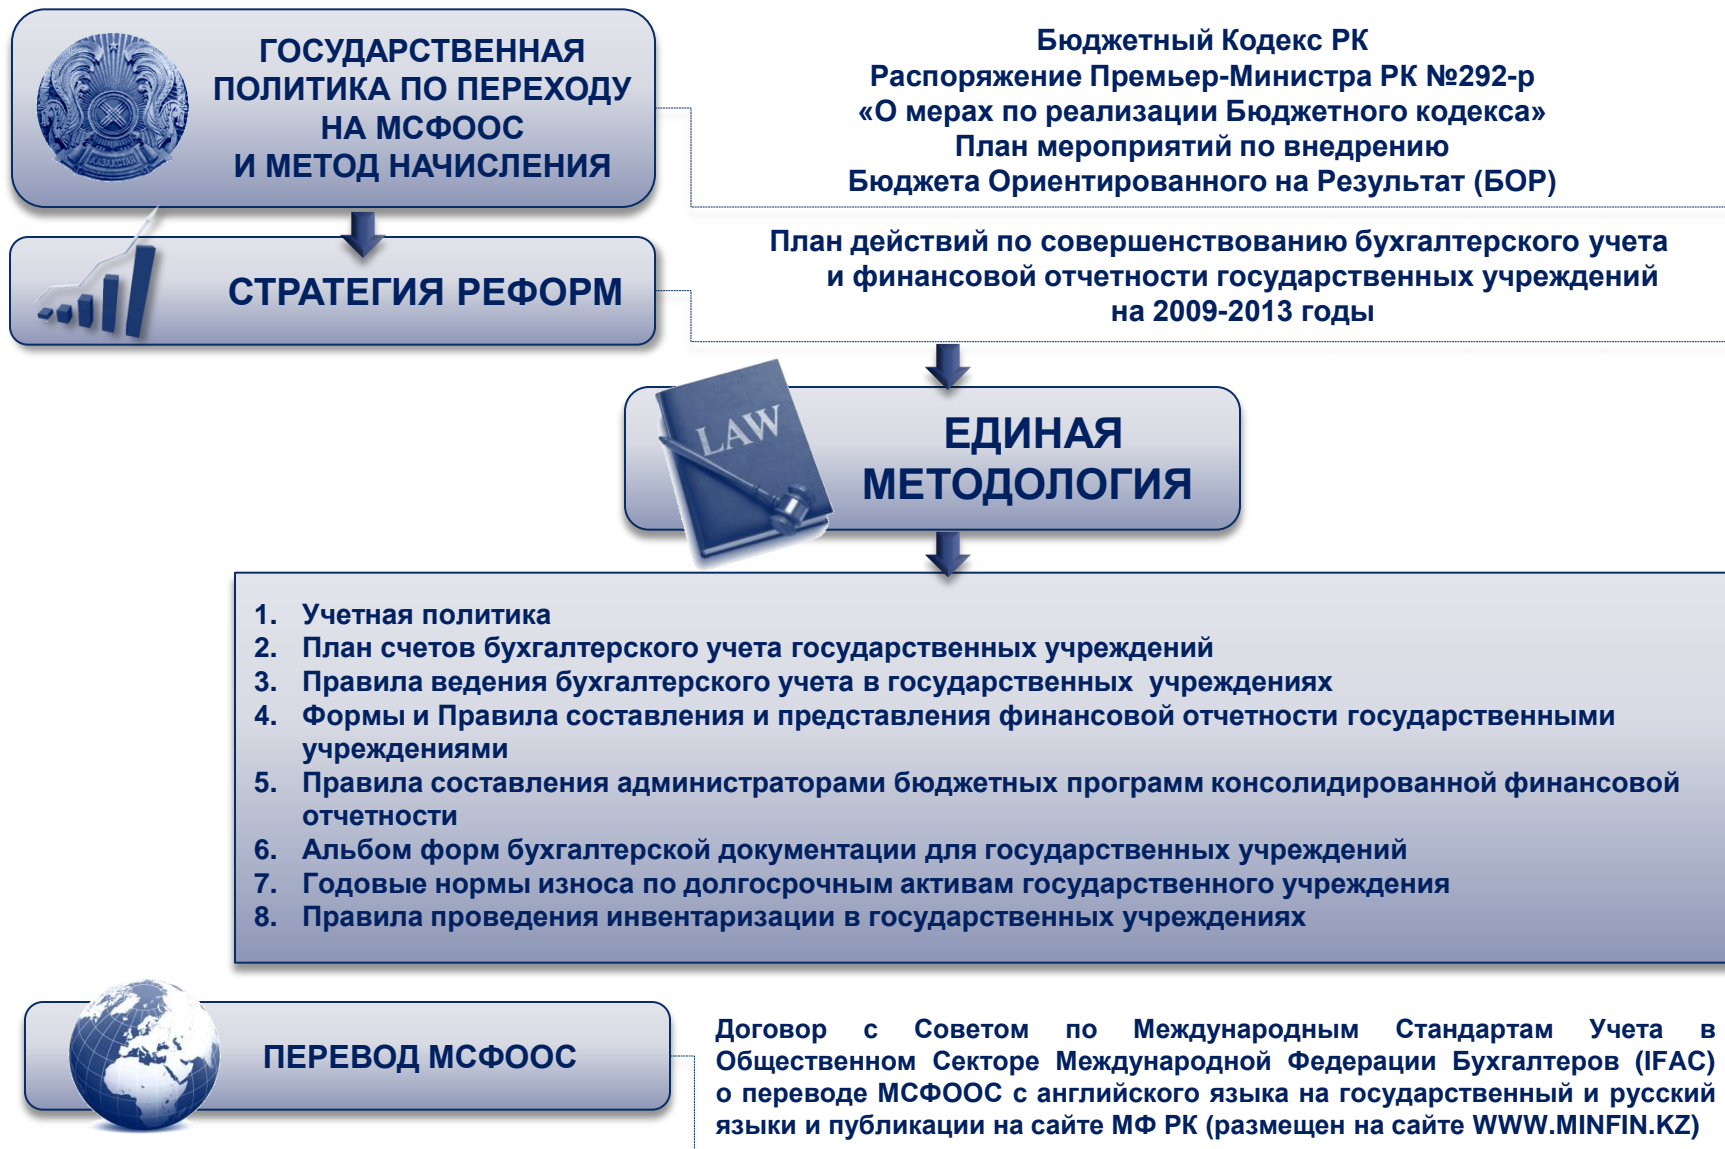 ГОСУДАРСТВЕННАЯ
ПОЛИТИКА ПО ПЕРЕХОДУ
НА МСФООС
И МЕТОД НАЧИСЛЕНИЯ
КАЗАХСТАН
Бюджетный Кодекс РК
Распоряжение Премьер-Министра РК №292-р
«О мерах по реализации Бюджетного кодекса»
План мероприятий по внедрению
Бюджета Ориентированного на Результат (БОР)
СТРАТЕГИЯ РЕФОРМ
План действий по совершенствованию бухгалтерского учета
и финансовой отчетности государственных учреждений
на 2009-2013 годы
LAW
ЕДИНАЯ
МЕТОДОЛОГИЯ
1. Учетная политика
2. План счетов бухгалтерского учета государственных учреждений
3. Правила ведения бухгалтерского учета в государственных учреждениях
4. Формы и Правила составления и представления финансовой отчетности государственными
учреждениями
5. Правила составления администраторами бюджетных программ консолидированной финансовой
отчетности
6. Альбом форм бухгалтерской документации для государственных учреждений
7. Годовые нормы износа по долгосрочным активам государственного учреждения
8. Правила проведения инвентаризации в государственных учреждениях
ПЕРЕВОД МСФООС
Договор с Советом по Международным Стандартам Учета в
Общественном Секторе Международной Федерации Бухгалтеров (IFAC)
о переводе МСФООС с английского языка на государственный и русский
языки и публикации на сайте МФ РК (размещен на сайте WWW.MINFIN.KZ)